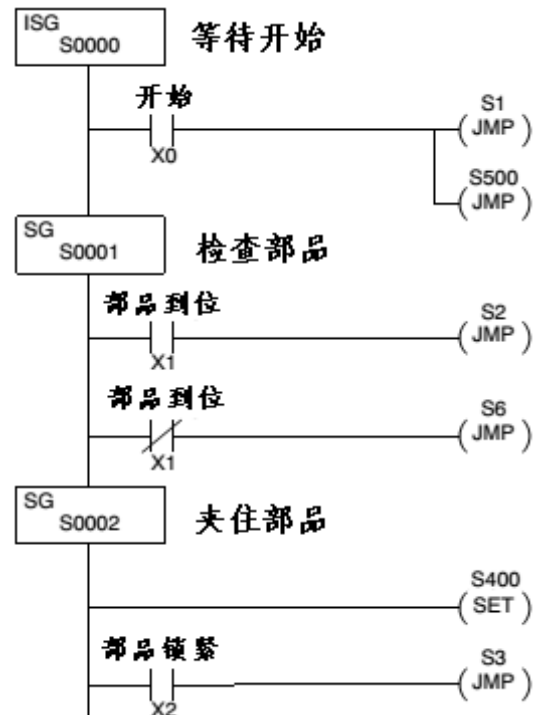 ISG
S0000 等待开始
开始
S1
X0 JMP
S500
JMP
SG
S0001 检查部品
部品到位
S2
X1 JMP
部品到位
S6
X1 JMP
SG
S0002 夹住部品
S400
SET
部品锁紧
S3
X2 JMP